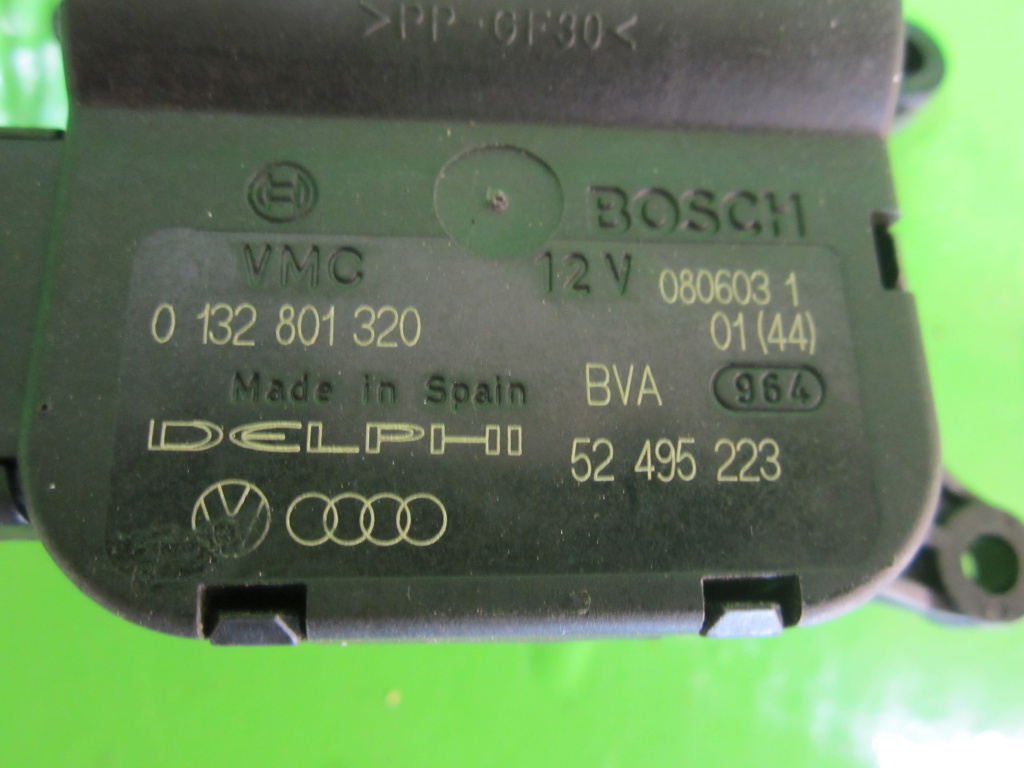 >PP-GF30<
BOSCH
VMC 12V 080603 1
0 132 801 320 01 (44)
Made in Spain BVA 964
DELPHI 52 495 223